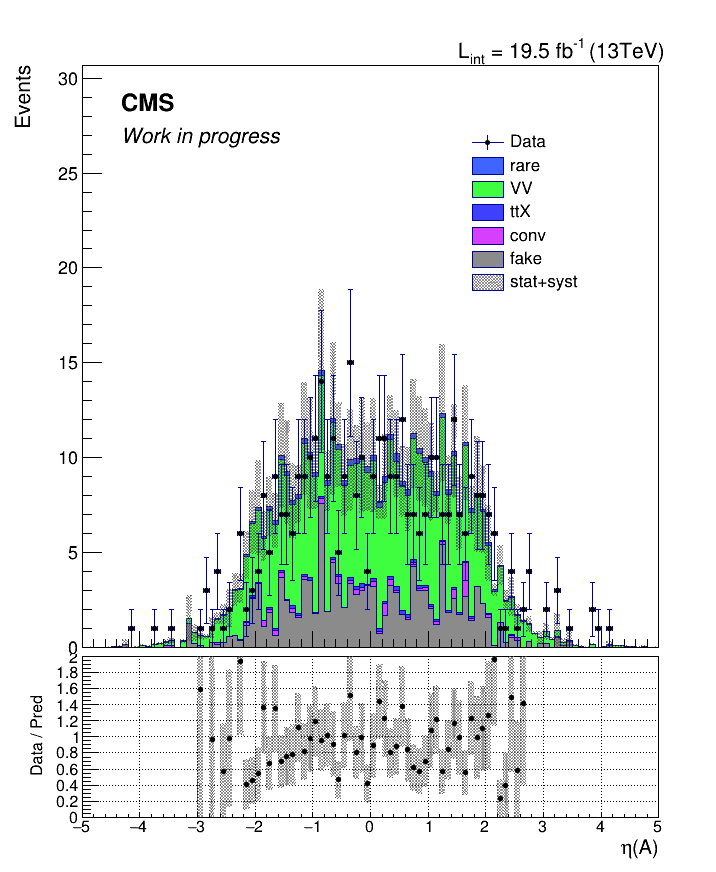 L_int = 19.5 fb^-1 (13TeV)
Events
CMS
Work in progress
Data
rare
VV
ttX
conv
fake
stat+syst
30
25
20
15
10
5
0
Data / Pred
2
1.8
1.6
1.4
1.2
1
0.8
0.6
0.4
0.2
0
−5 −4 −3 −2 −1 0 1 2 3 4 5
η(A)